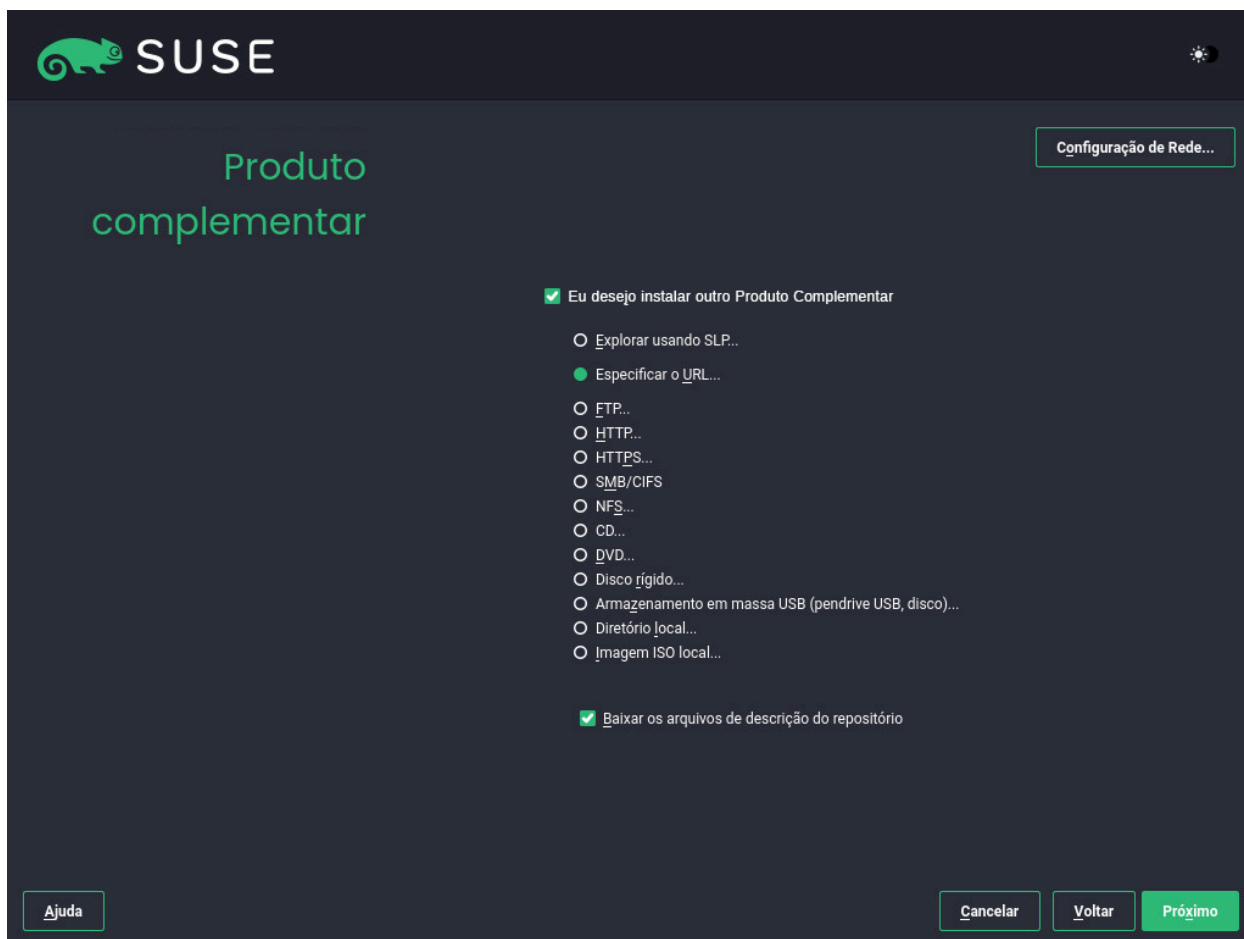 SUSE
Produto
complementar
Configuração de Rede...
Eu desejo instalar outro Produto Complementar
Explorar usando SLP...
Especificar o URL...
FTP...
HTTP...
HTTPS...
SMB/CIFS
NFS...
CD...
DVD...
Disco rígido...
Armazenamento em massa USB (pendrive USB, disco)...
Diretório local...
Imagem ISO local...
Baixar os arquivos de descrição do repositório
Ajuda
Cancelar
Voltar
Próximo